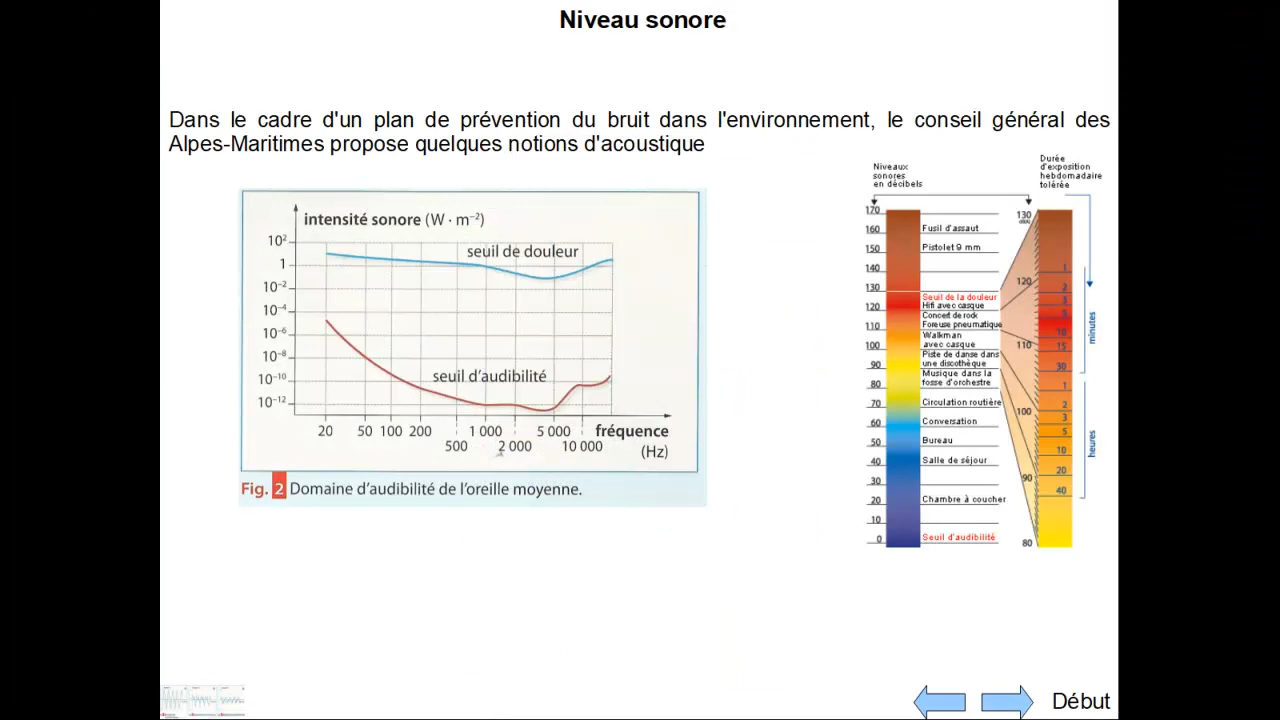 Niveau sonore
Dans le cadre d'un plan de prévention du bruit dans l'environnement, le conseil général des
Alpes-Maritimes propose quelques notions d'acoustique
intensité sonore (W · m⁻²)
seuil de douleur
10²
1
10⁻²
10⁻⁴
10⁻⁶
10⁻⁸
10⁻¹⁰
10⁻¹²
seuil d'audibilité
20 50 100 200 500 1 000 2 000 5 000 10 000
fréquence
(Hz)
Fig. 2 Domaine d'audibilité de l'oreille moyenne.
Niveaux
sonores
en décibels
Durée
d'exposition
hebdomadaire
tolérée
170
160 Fusil d'assaut
150 Pistolet 9 mm
140
130
Seuil de la douleur
120 Hifi avec casque
Concert de rock
110 Foreuse pneumatique
Walkman
100 avec casque
Piste de danse dans
90 une discothèque
Musique dans la
80 fosse d'orchestre
70 Circulation routière
60 Conversation
50 Bureau
40 Salle de séjour
30
20 Chambre à coucher
10
0 Seuil d'audibilité
130
120
110
100
90
80
1
2
3
5
10
15
30
minutes
1
2
3
5
10
20
40
heures
Début